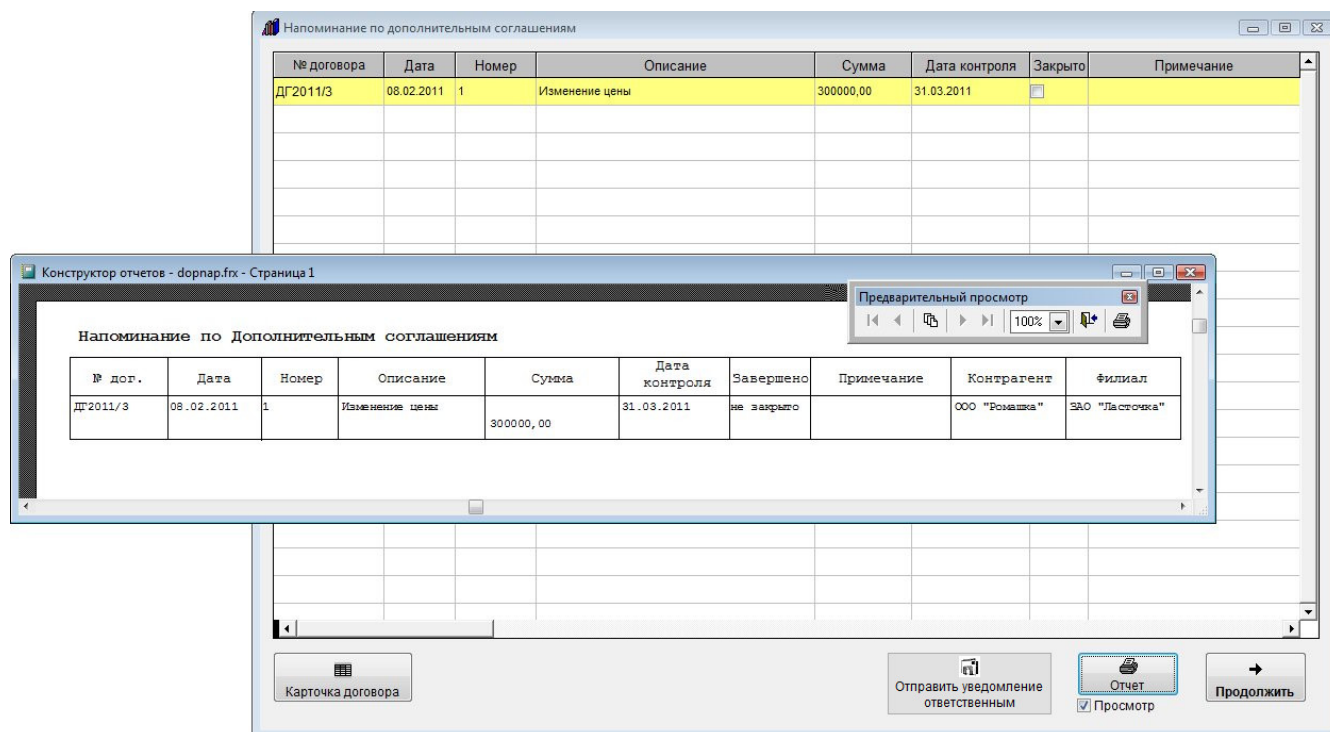 Напоминание по дополнительным соглашениям
№ договора Дата Номер Описание Сумма Дата контроля Закрыто Примечание
ДГ2011/3 08.02.2011 1 Изменение цены 300000,00 31.03.2011
Конструктор отчетов - dopnap.frx - Страница 1
Предварительный просмотр
100%
Напоминание по Дополнительным соглашениям
№ дог. Дата Номер Описание Сумма Дата контроля Завершено Примечание Контрагент Филиал
ДГ2011/3 08.02.2011 1 Изменение цены 300000,00 31.03.2011 не закрыто ООО "Ромашка" ЗАО "Ласточка"
Карточка договора
Отправить уведомление
ответственным
Отчет
Просмотр
Продолжить